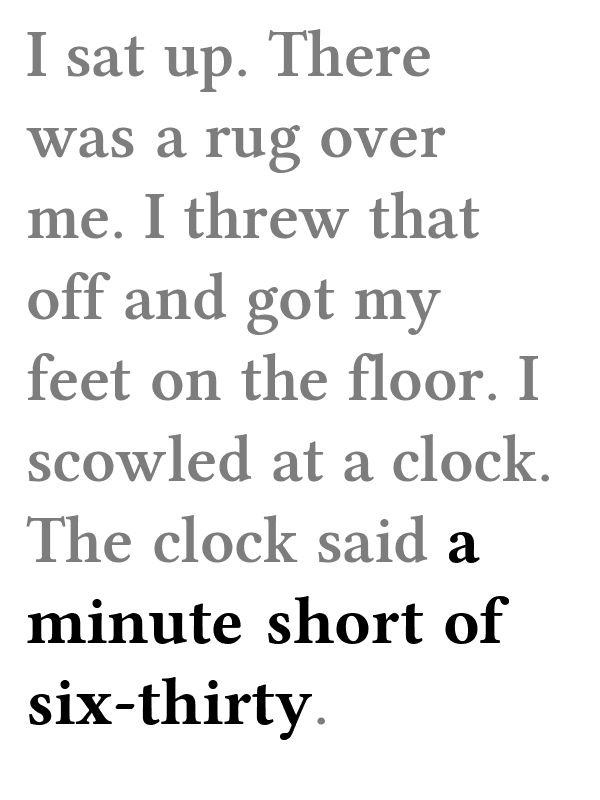 I sat up. There
was a rug over
me. I threw that
off and got my
feet on the floor. I
scowled at a clock.
The clock said a
minute short of
six-thirty.